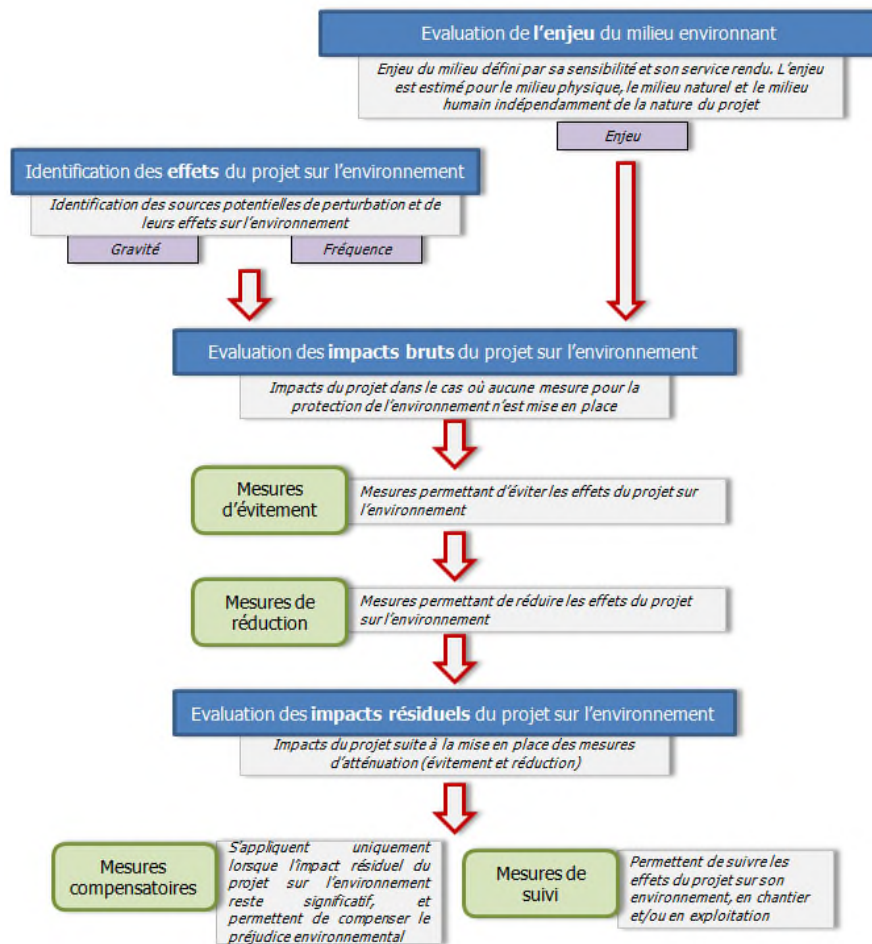 Evaluation de l'enjeu du milieu environnant
Enjeu du milieu défini par sa sensibilité et son service rendu. L'enjeu
est estimé pour le milieu physique, le milieu naturel et le milieu
humain indépendamment de la nature du projet
Enjeu
Identification des effets du projet sur l'environnement
Identification des sources potentielles de perturbation et de
leurs effets sur l'environnement
Gravité
Fréquence
Evaluation des impacts bruts du projet sur l'environnement
Impacts du projet dans le cas où aucune mesure pour la
protection de l'environnement n'est mise en place
Mesures
d'évitement
Mesures permettant d'éviter les effets du projet sur
l'environnement
Mesures de
réduction
Mesures permettant de réduire les effets du projet
sur l'environnement
Evaluation des impacts résiduels du projet sur l'environnement
Impacts du projet suite à la mise en place des mesures
d'atténuation (évitement et réduction)
Mesures
compensatoires
S'appliquent uniquement
lorsque l'impact résiduel du
projet sur l'environnement
reste significatif, et
permettent de compenser le
préjudice environnemental
Mesures de
suivi
Permettent de suivre les
effets du projet sur son
environnement, en chantier
et/ou en exploitation